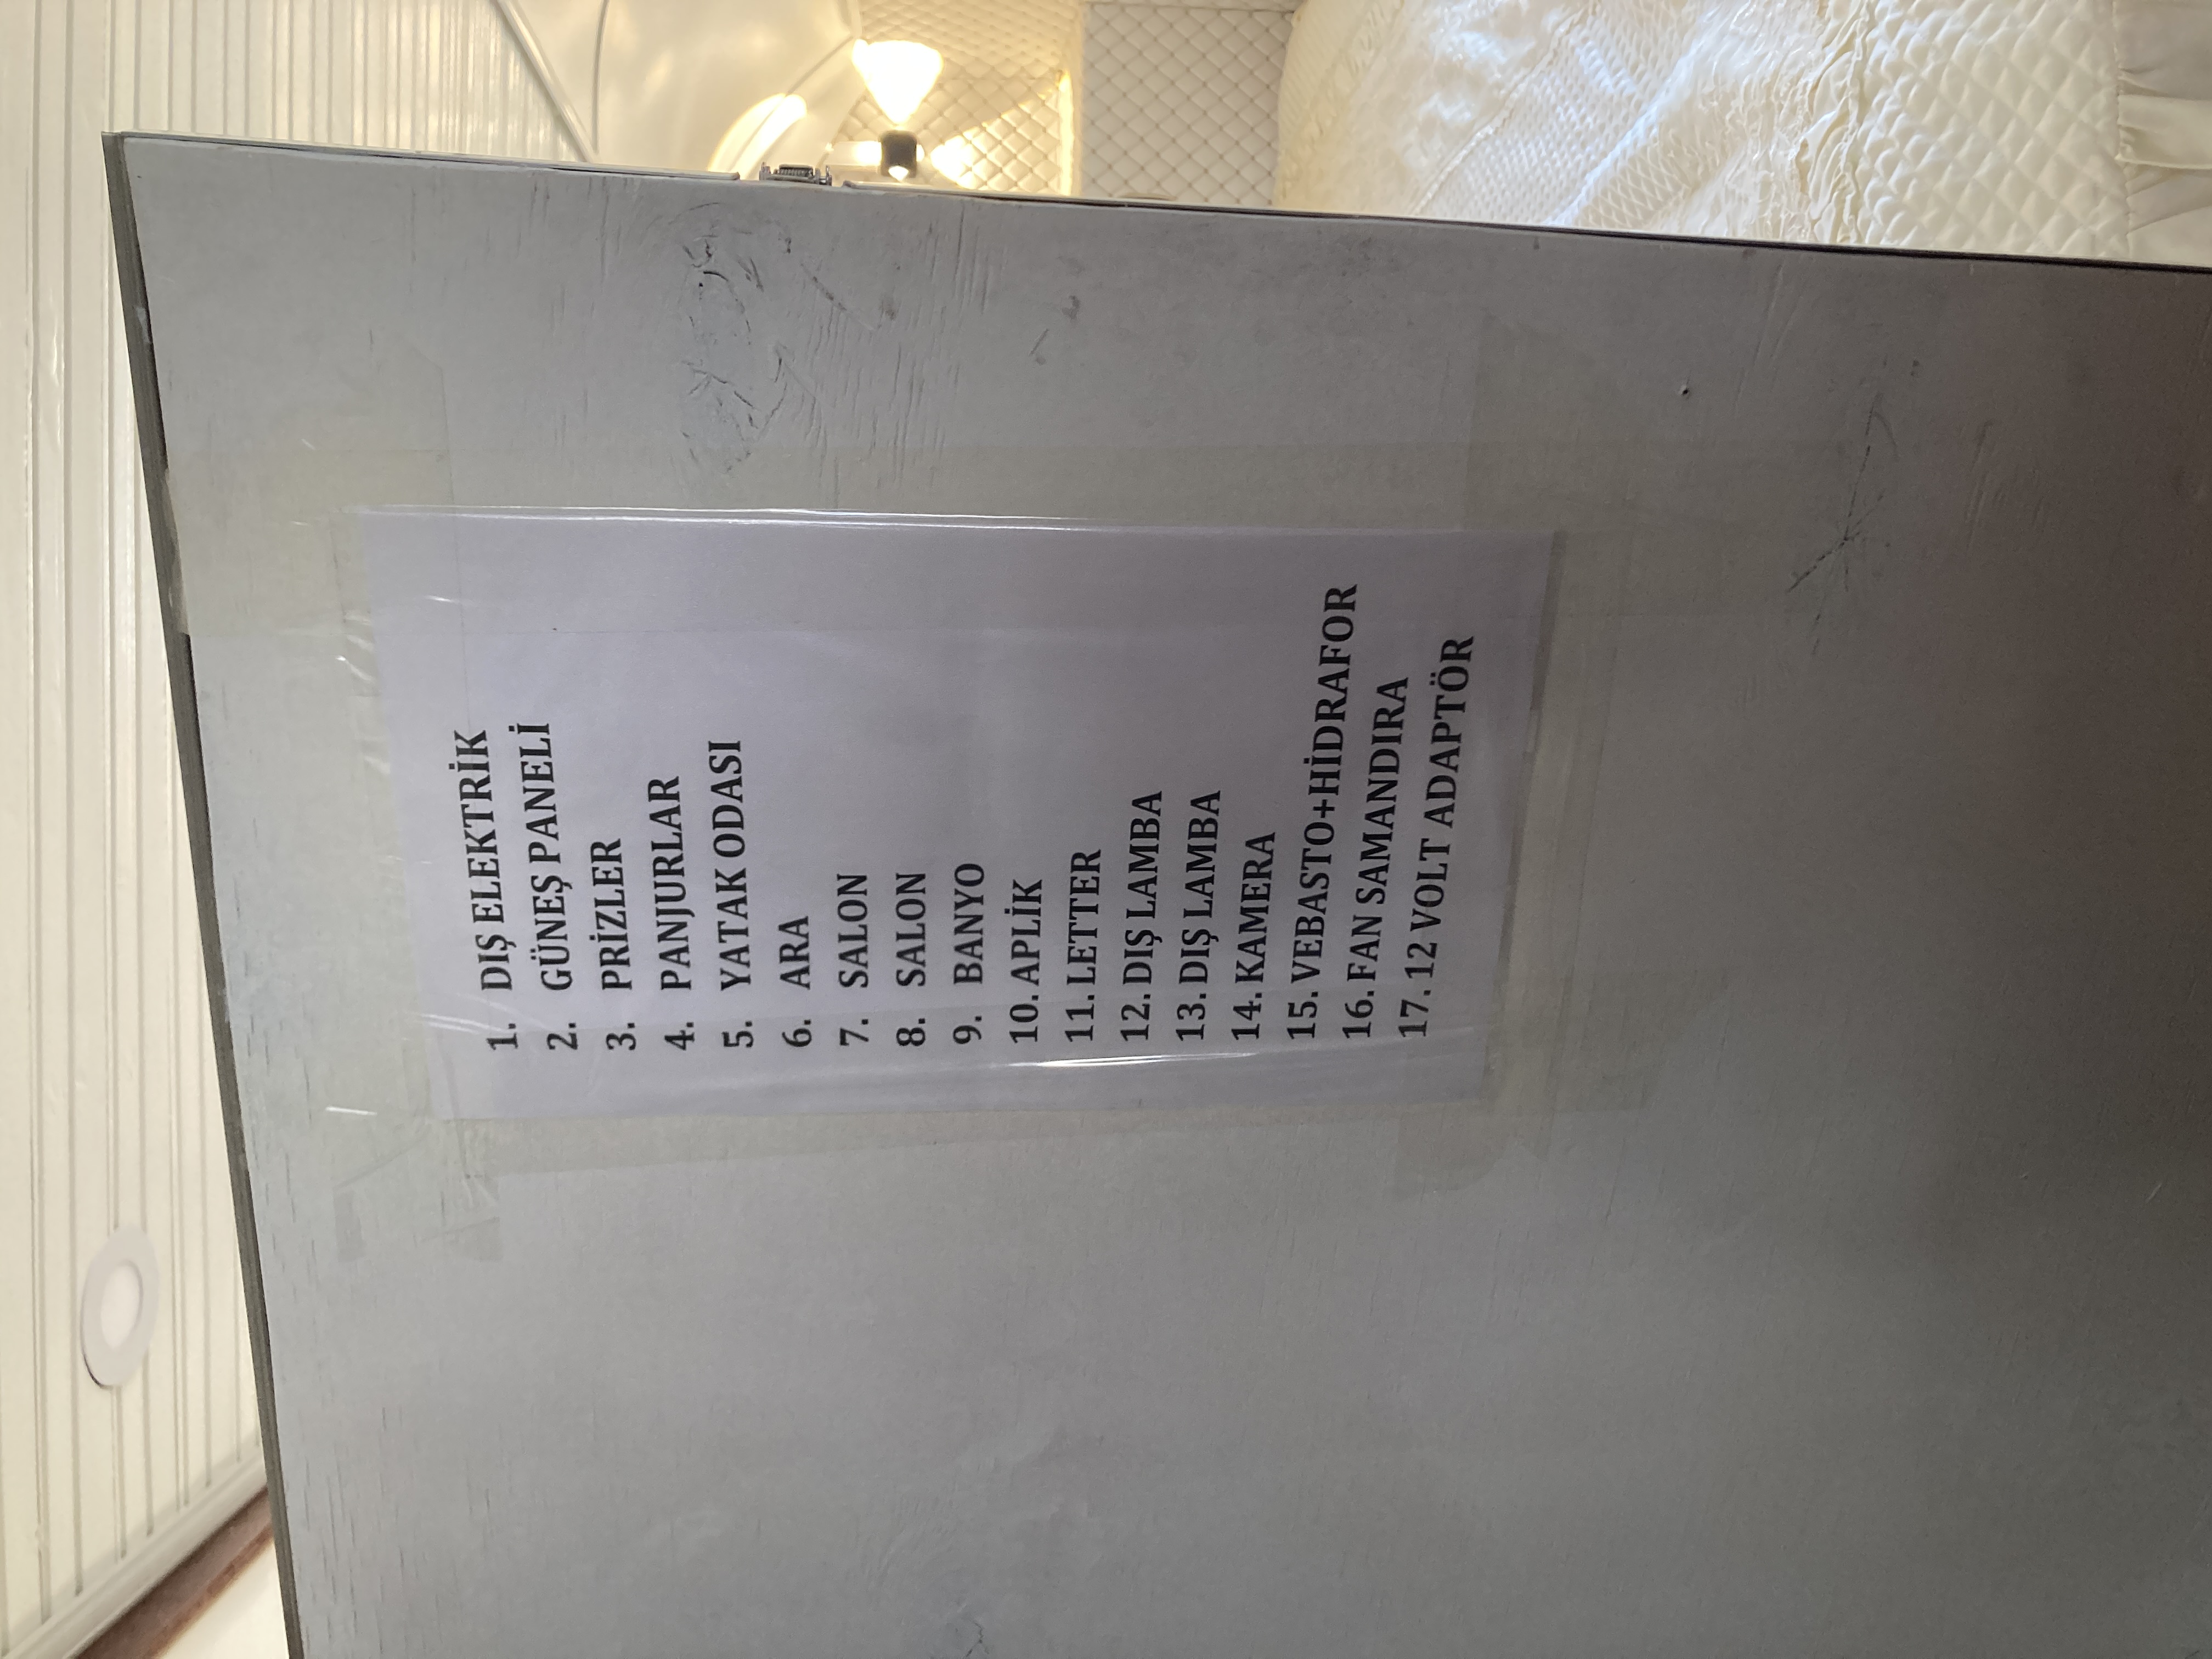 1. DIŞ ELEKTRİK
2. GÜNEŞ PANELİ
3. PRİZLER
4. PANJURLAR
5. YATAK ODASI
6. ARA
7. SALON
8. SALON
9. BANYO
10. APLİK
11. LETTER
12. DIŞ LAMBA
13. DIŞ LAMBA
14. KAMERA
15. VEBASTO+HİDRAFOR
16. FAN SAMANDIRA
17. 12 VOLT ADAPTÖR